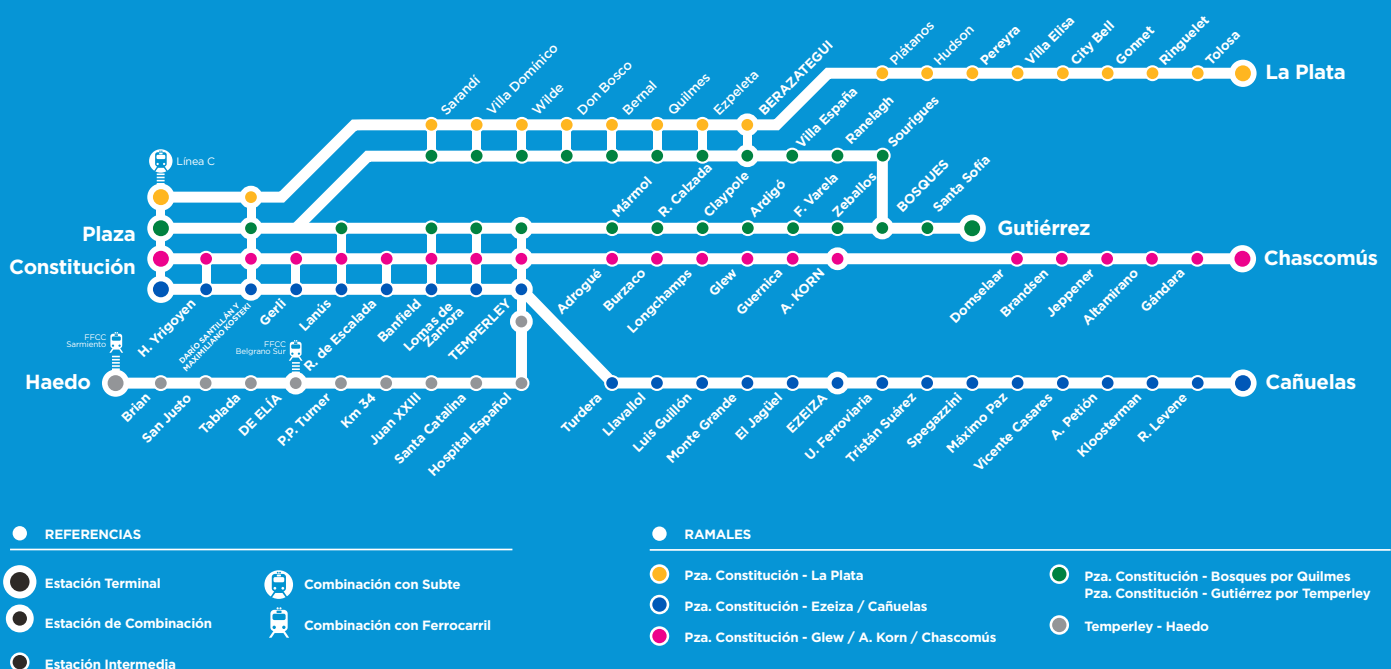 Sarandí
Villa Domínico
Wilde
Don Bosco
Bernal
Quilmes
Ezpeleta
BERAZATEGUI
Plátanos
Hudson
Pereyra
Villa Elisa
City Bell
Gonnet
Ringuelet
Tolosa
La Plata
Villa España
Ranelagh
Sourigues
Línea C
Mármol
R. Calzada
Claypole
Ardigó
F. Varela
Zeballos
BOSQUES
Santa Sofía
Gutiérrez
Plaza
Constitución
Chascomús
H. Yrigoyen
DARÍO SANTILLÁN Y
MAXIMILIANO KOSTEKI
Gerli
Lanús
R. de Escalada
Banfield
Lomas de
Zamora
TEMPERLEY
Adrogué
Burzaco
Longchamps
Glew
Guernica
A. KORN
Domselaar
Brandsen
Jeppener
Altamirano
Gándara
FFCC
Sarmiento
FFCC
Belgrano Sur
Haedo
Brian
San Justo
Tablada
DE ELÍA
P.P. Turner
Km 34
Juan XXIII
Santa Catalina
Hospital Español
Turdera
Llavallol
Luis Guillón
Monte Grande
El Jagüel
EZEIZA
U. Ferroviaria
Tristán Suárez
Spegazzini
Máximo Paz
Vicente Casares
A. Petión
Kloosterman
R. Levene
Cañuelas
REFERENCIAS
Estación Terminal
Estación de Combinación
Estación Intermedia
Combinación con Subte
Combinación con Ferrocarril
RAMALES
Pza. Constitución - La Plata
Pza. Constitución - Ezeiza / Cañuelas
Pza. Constitución - Glew / A. Korn / Chascomús
Pza. Constitución - Bosques por Quilmes
Pza. Constitución - Gutiérrez por Temperley
Temperley - Haedo